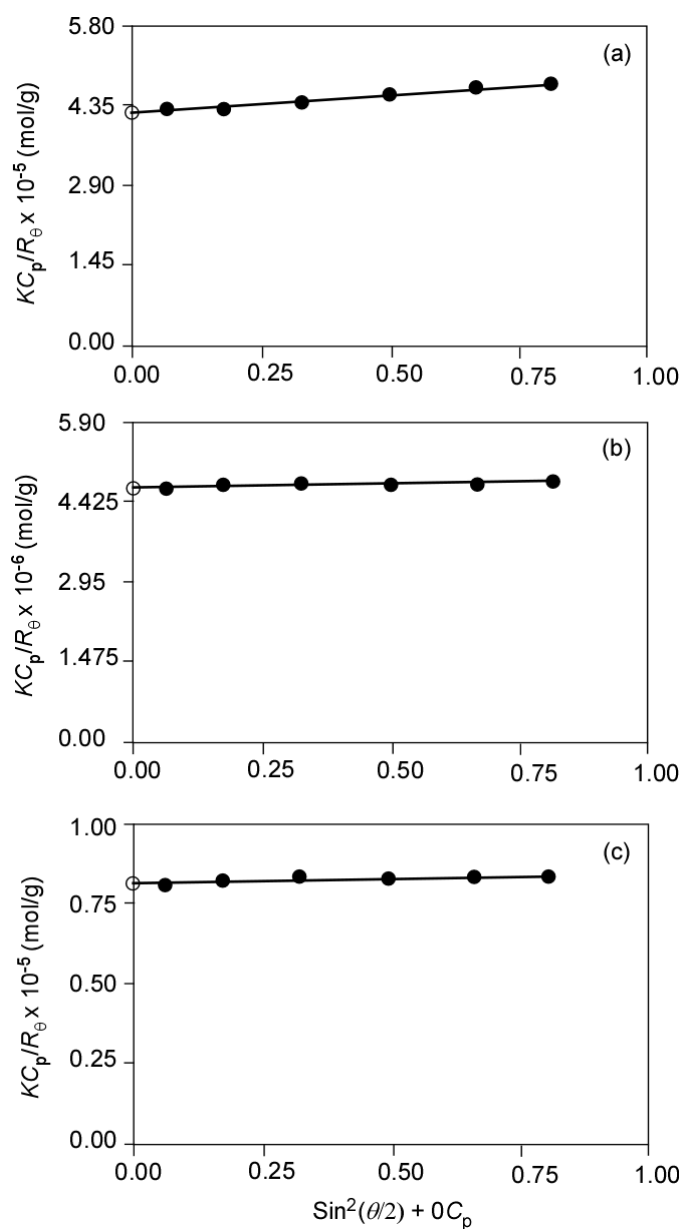 5.80
(a)
4.35
2.90
1.45
0.00
KCp/Rθ x 10⁻⁵ (mol/g)
0.00 0.25 0.50 0.75 1.00
5.90
(b)
4.425
2.95
1.475
0.00
KCp/Rθ x 10⁻⁶ (mol/g)
0.00 0.25 0.50 0.75 1.00
1.00
(c)
0.75
0.50
0.25
0.00
KCp/Rθ x 10⁻⁵ (mol/g)
0.00 0.25 0.50 0.75 1.00
Sin²(θ/2) + 0Cp